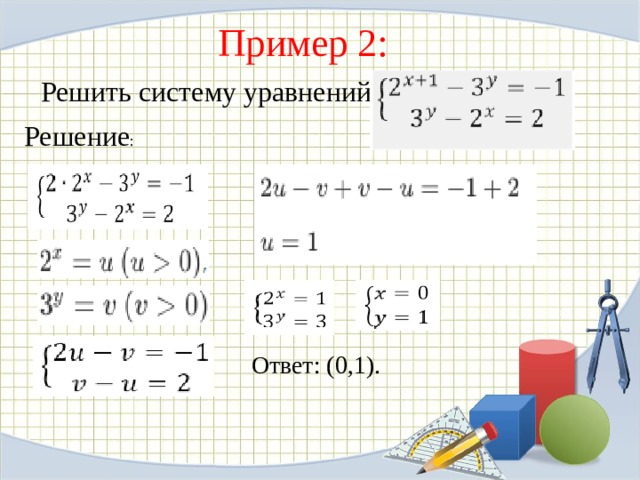 Пример 2:
Решить систему уравнений {2^{x+1} − 3^y = −1
3^y − 2^x = 2
Решение:
{2 · 2^x − 3^y = −1
3^y − 2^x = 2
2^x = u (u > 0),
3^y = v (v > 0)
{2u − v = −1
v − u = 2
2u − v + v − u = −1 + 2
u = 1
{2^x = 1
3^y = 3
{x = 0
y = 1
Ответ: (0,1).